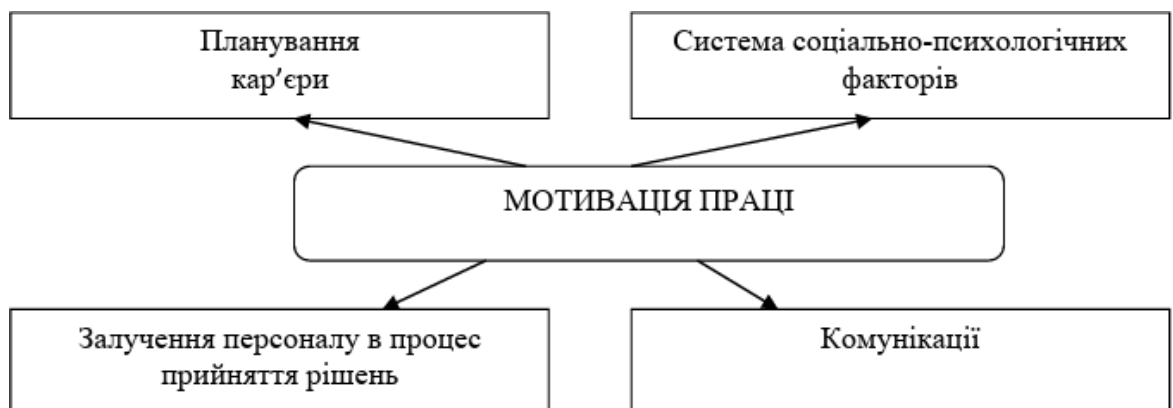 Планування
кар’єри
Система соціально-психологічних
факторів
МОТИВАЦІЯ ПРАЦІ
Залучення персоналу в процес
прийняття рішень
Комунікації